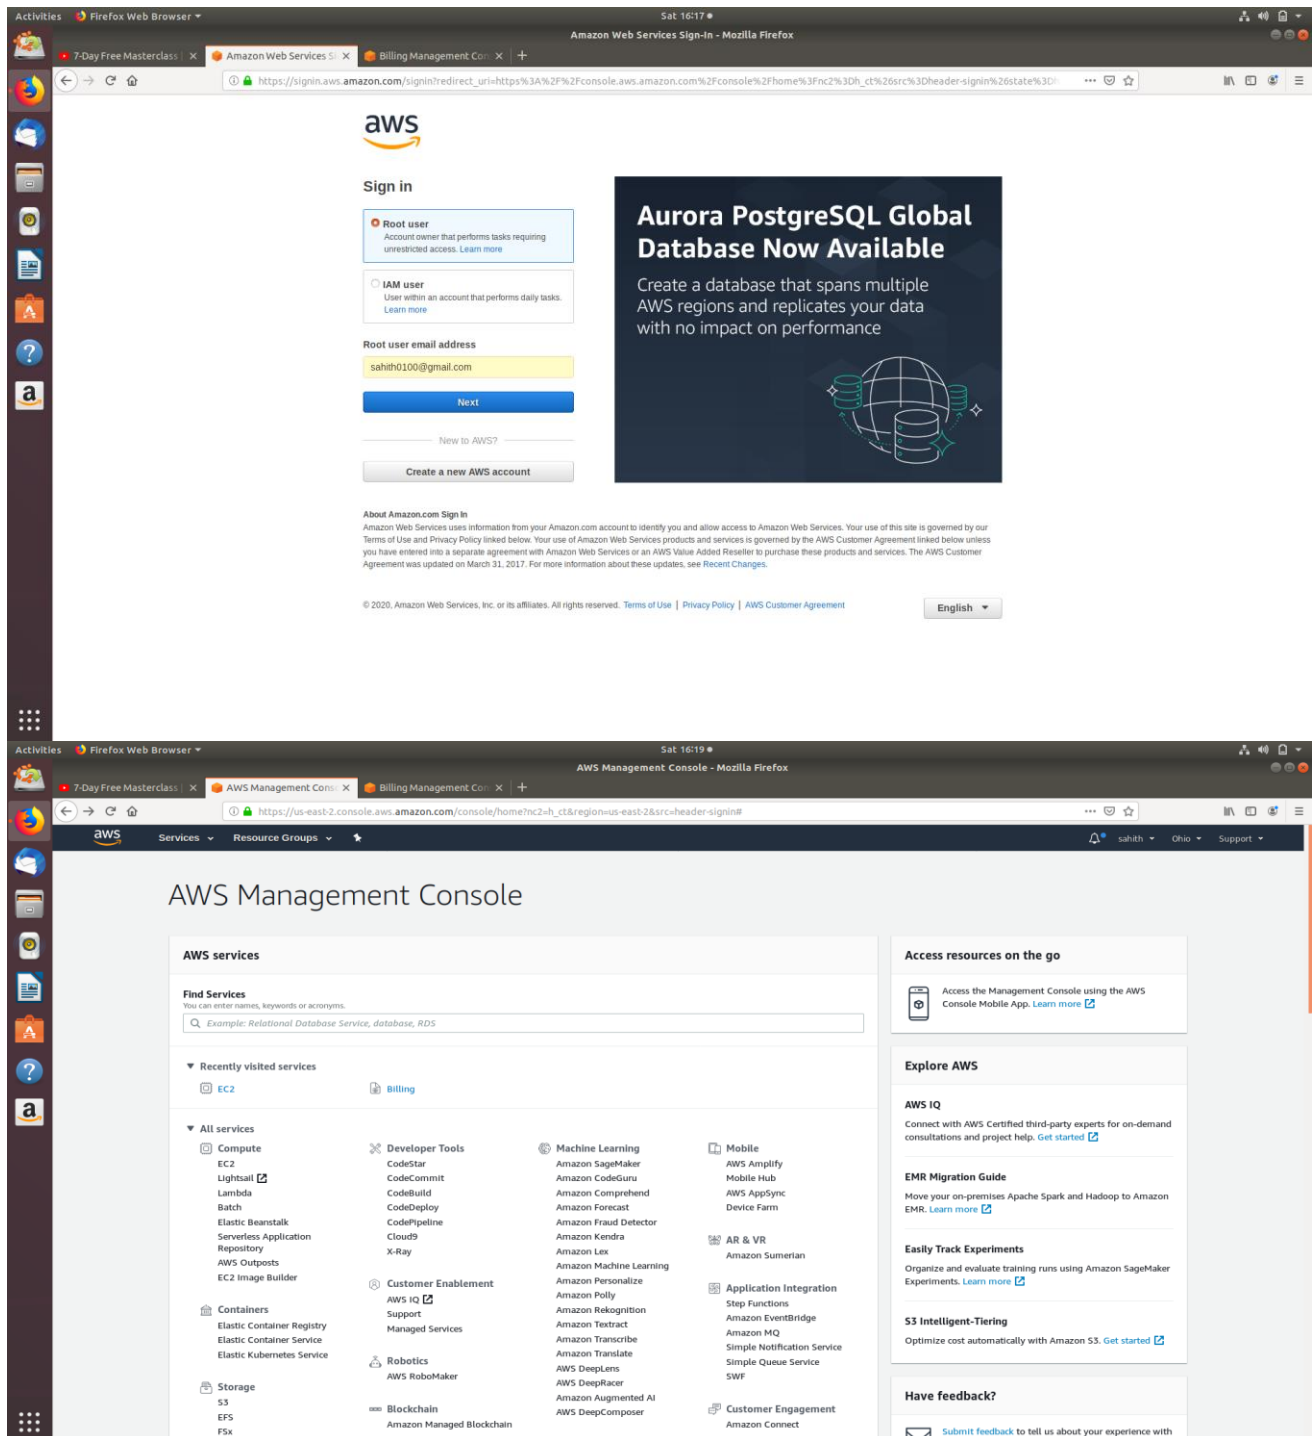 Activities Firefox Web Browser Sat 16:17
Amazon Web Services Sign-In - Mozilla Firefox
7-Day Free Masterclass Amazon Web Services Si Billing Management Con
https://signin.aws.amazon.com/signin?redirect_uri=https%3A%2F%2Fconsole.aws.amazon.com%2Fconsole%2Fhome%3Fnc2%3Dh_ct%26src%3Dheader-signin%26state%3Dh
aws
Sign in
Root user
Account owner that performs tasks requiring
unrestricted access. Learn more
IAM user
User within an account that performs daily tasks.
Learn more
Root user email address
sahith0100@gmail.com
Next
New to AWS?
Create a new AWS account
Aurora PostgreSQL Global
Database Now Available
Create a database that spans multiple
AWS regions and replicates your data
with no impact on performance
About Amazon.com Sign In
Amazon Web Services uses information from your Amazon.com account to identify you and allow access to Amazon Web Services. Your use of this site is governed by our
Terms of Use and Privacy Policy linked below. Your use of Amazon Web Services products and services is governed by the AWS Customer Agreement linked below unless
you have entered into a separate agreement with Amazon Web Services or an AWS Value Added Reseller to purchase these products and services. The AWS Customer
Agreement was updated on March 31, 2017. For more information about these updates, see Recent Changes.
© 2020, Amazon Web Services, Inc. or its affiliates. All rights reserved. Terms of Use | Privacy Policy | AWS Customer Agreement
English
Activities Firefox Web Browser Sat 16:19
AWS Management Console - Mozilla Firefox
7-Day Free Masterclass AWS Management Conso Billing Management Con
https://us-east-2.console.aws.amazon.com/console/home?nc2=h_ct&region=us-east-2&src=header-signin#
aws Services Resource Groups sahith Ohio Support
AWS Management Console
AWS services
Find Services
You can enter names, keywords or acronyms.
Example: Relational Database Service, database, RDS
Recently visited services
EC2 Billing
All services
Compute
EC2
Lightsail
Lambda
Batch
Elastic Beanstalk
Serverless Application
Repository
AWS Outposts
EC2 Image Builder
Containers
Elastic Container Registry
Elastic Container Service
Elastic Kubernetes Service
Storage
S3
EFS
FSx
Developer Tools
CodeStar
CodeCommit
CodeBuild
CodeDeploy
CodePipeline
Cloud9
X-Ray
Customer Enablement
AWS IQ
Support
Managed Services
Robotics
AWS RoboMaker
Blockchain
Amazon Managed Blockchain
Machine Learning
Amazon SageMaker
Amazon CodeGuru
Amazon Comprehend
Amazon Forecast
Amazon Fraud Detector
Amazon Kendra
Amazon Lex
Amazon Machine Learning
Amazon Personalize
Amazon Polly
Amazon Rekognition
Amazon Textract
Amazon Transcribe
Amazon Translate
AWS DeepLens
AWS DeepRacer
Amazon Augmented AI
AWS DeepComposer
Mobile
AWS Amplify
Mobile Hub
AWS AppSync
Device Farm
AR & VR
Amazon Sumerian
Application Integration
Step Functions
Amazon EventBridge
Amazon MQ
Simple Notification Service
Simple Queue Service
SWF
Customer Engagement
Amazon Connect
Access resources on the go
Access the Management Console using the AWS
Console Mobile App. Learn more
Explore AWS
AWS IQ
Connect with AWS Certified third-party experts for on-demand
consultations and project help. Get started
EMR Migration Guide
Move your on-premises Apache Spark and Hadoop to Amazon
EMR. Learn more
Easily Track Experiments
Organize and evaluate training runs using Amazon SageMaker
Experiments. Learn more
S3 Intelligent-Tiering
Optimize cost automatically with Amazon S3. Get started
Have feedback?
Submit feedback to tell us about your experience with